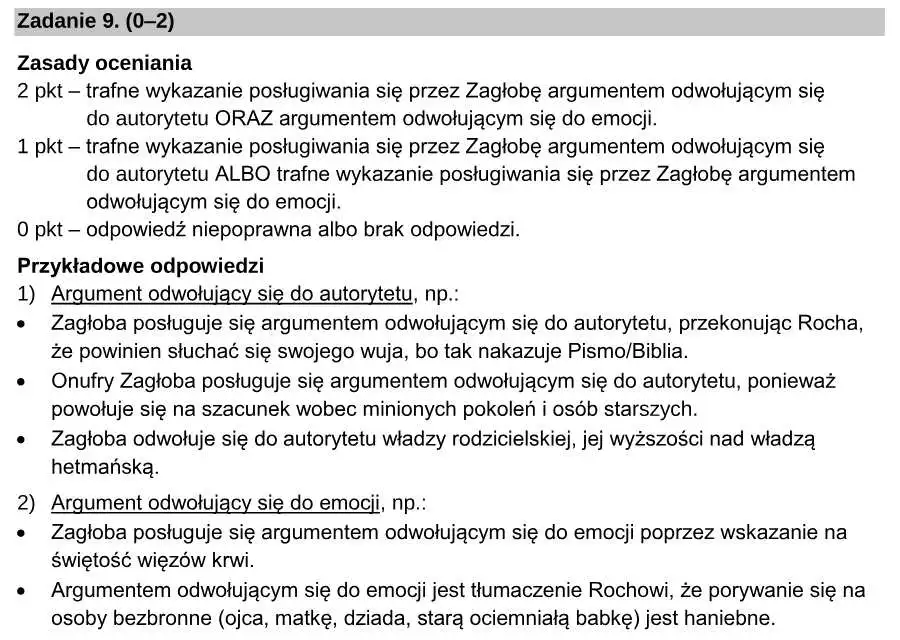 Zadanie 9. (0–2)
Zasady oceniania
2 pkt – trafne wykazanie posługiwania się przez Zagłobę argumentem odwołującym się
do autorytetu ORAZ argumentem odwołującym się do emocji.
1 pkt – trafne wykazanie posługiwania się przez Zagłobę argumentem odwołującym się
do autorytetu ALBO trafne wykazanie posługiwania się przez Zagłobę argumentem
odwołującym się do emocji.
0 pkt – odpowiedź niepoprawna albo brak odpowiedzi.
Przykładowe odpowiedzi
1) Argument odwołujący się do autorytetu, np.:
• Zagłoba posługuje się argumentem odwołującym się do autorytetu, przekonując Rocha,
że powinien słuchać się swojego wuja, bo tak nakazuje Pismo/Biblia.
• Onufry Zagłoba posługuje się argumentem odwołującym się do autorytetu, ponieważ
powołuje się na szacunek wobec minionych pokoleń i osób starszych.
• Zagłoba odwołuje się do autorytetu władzy rodzicielskiej, jej wyższości nad władzą
hetmańską.
2) Argument odwołujący się do emocji, np.:
• Zagłoba posługuje się argumentem odwołującym się do emocji poprzez wskazanie na
świętość więzów krwi.
• Argumentem odwołującym się do emocji jest tłumaczenie Rochowi, że porywanie się na
osoby bezbronne (ojca, matkę, dziada, starą ociemniałą babkę) jest haniebne.